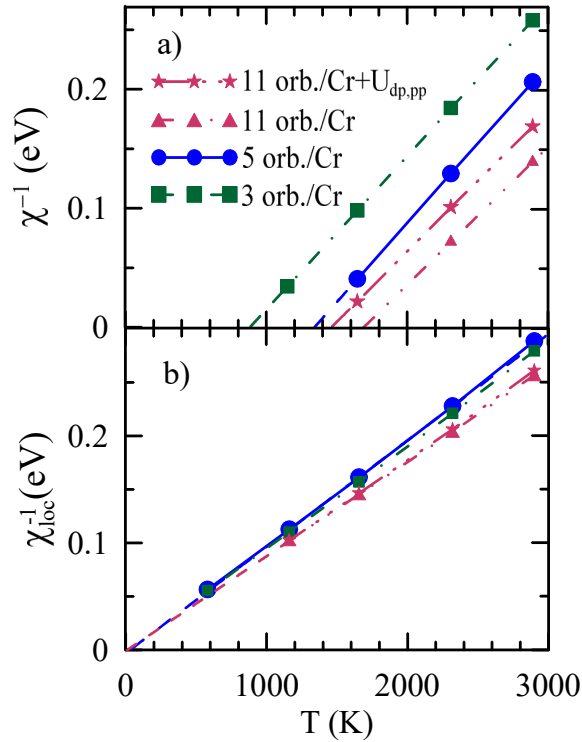 a)
11 orb./Cr+U_dp,pp
11 orb./Cr
5 orb./Cr
3 orb./Cr
0.2
0.1
0
χ⁻¹ (eV)
b)
0.2
0.1
0
χ_loc⁻¹(eV)
0 1000 2000 3000
T (K)